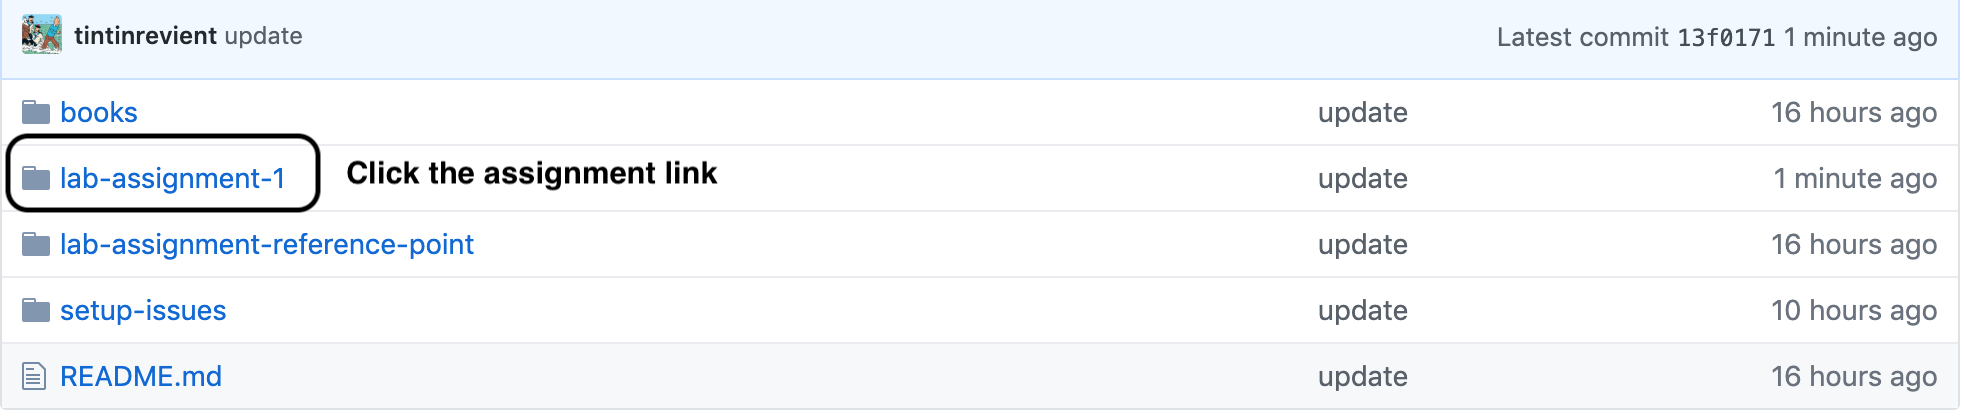 tintinrevient update Latest commit 13f0171 1 minute ago
books update 16 hours ago
lab-assignment-1 Click the assignment link update 1 minute ago
lab-assignment-reference-point update 16 hours ago
setup-issues update 10 hours ago
README.md update 16 hours ago